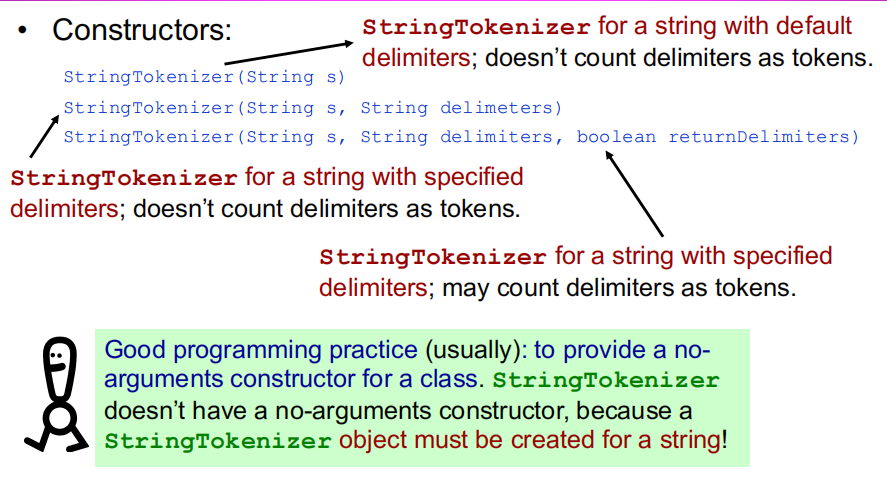 • Constructors:
StringTokenizer for a string with default
delimiters; doesn't count delimiters as tokens.
StringTokenizer(String s)
StringTokenizer(String s, String delimeters)
StringTokenizer(String s, String delimiters, boolean returnDelimiters)
StringTokenizer for a string with specified
delimiters; doesn't count delimiters as tokens.
StringTokenizer for a string with specified
delimiters; may count delimiters as tokens.
Good programming practice (usually): to provide a no-
arguments constructor for a class. StringTokenizer
doesn't have a no-arguments constructor, because a
StringTokenizer object must be created for a string!